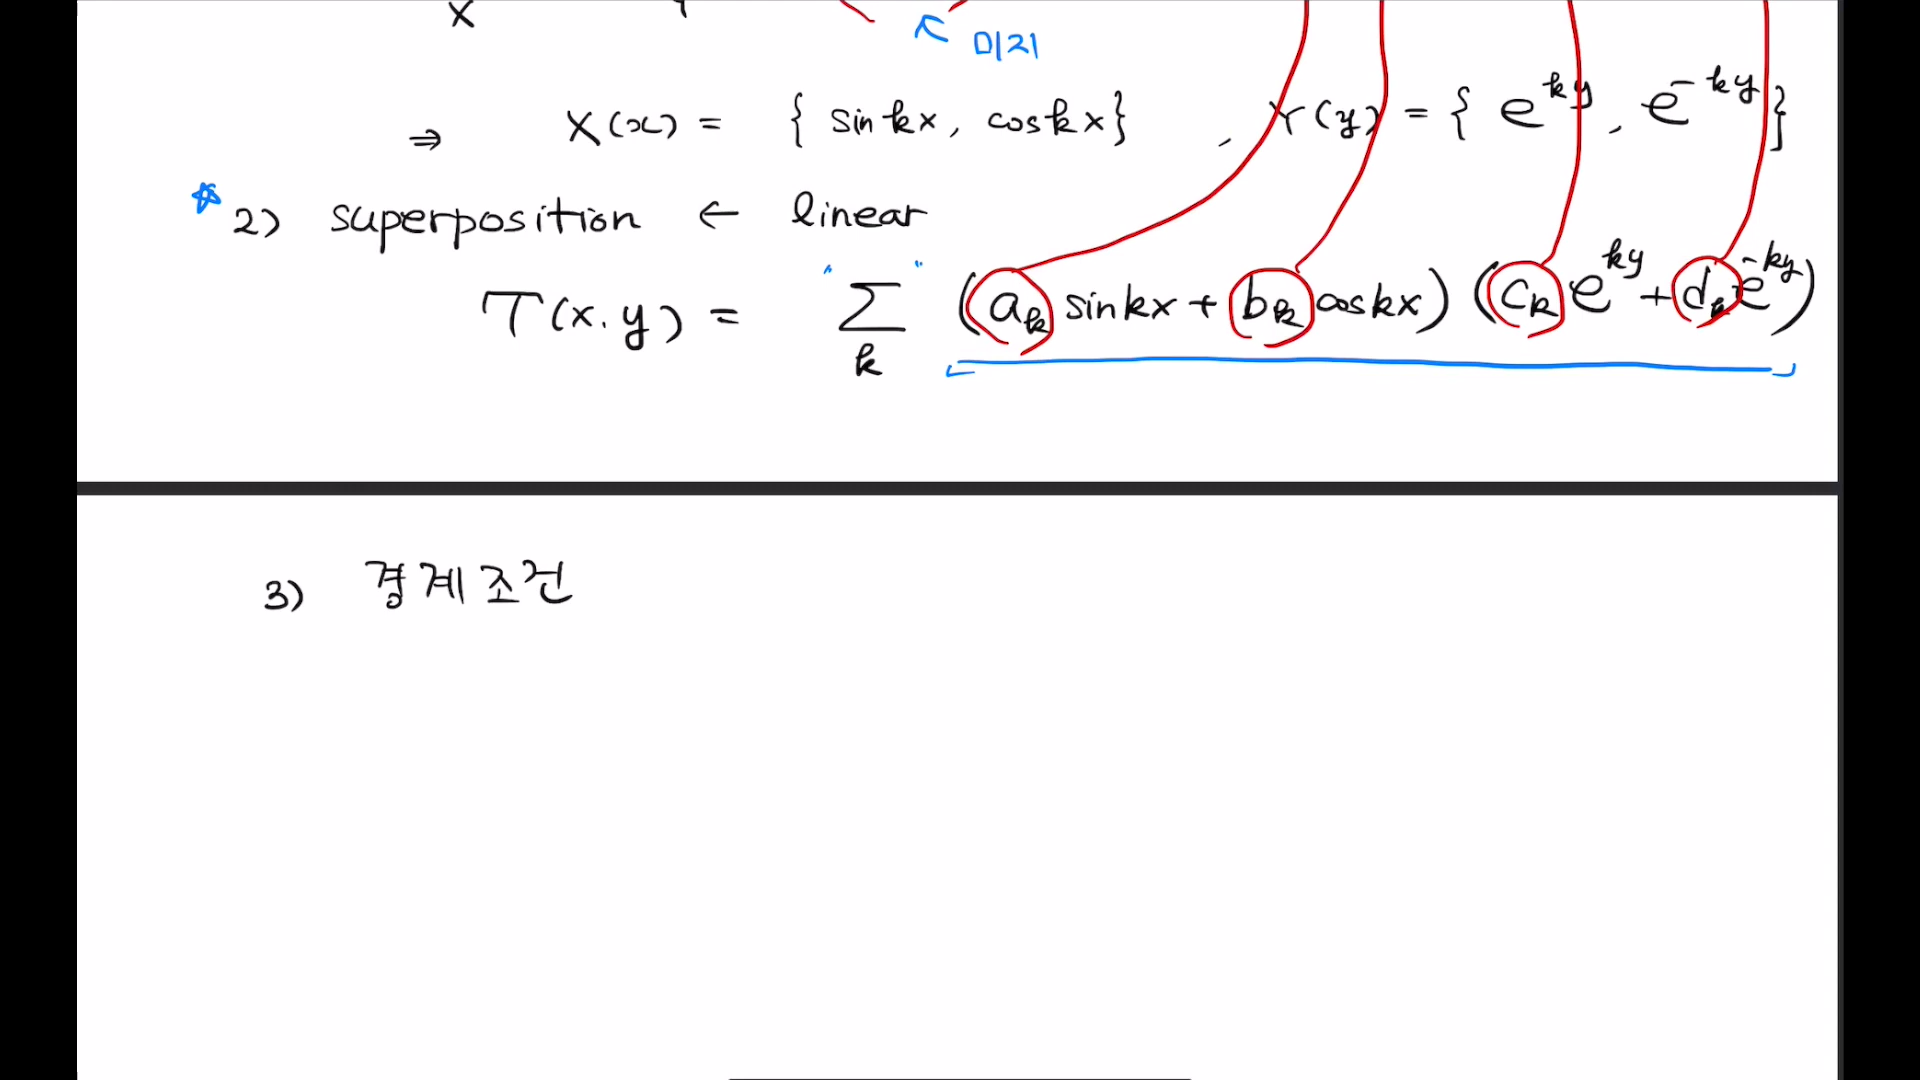 X Y
미리
⇒ X(x) = { sin kx, cos kx } , Y(y) = { e^{ky}, e^{-ky} }
2) superposition ← linear
T(x, y) = "∑"_k (a_k sin kx + b_k cos kx) (c_k e^{ky} + d_k e^{-ky})
3) 경계조건